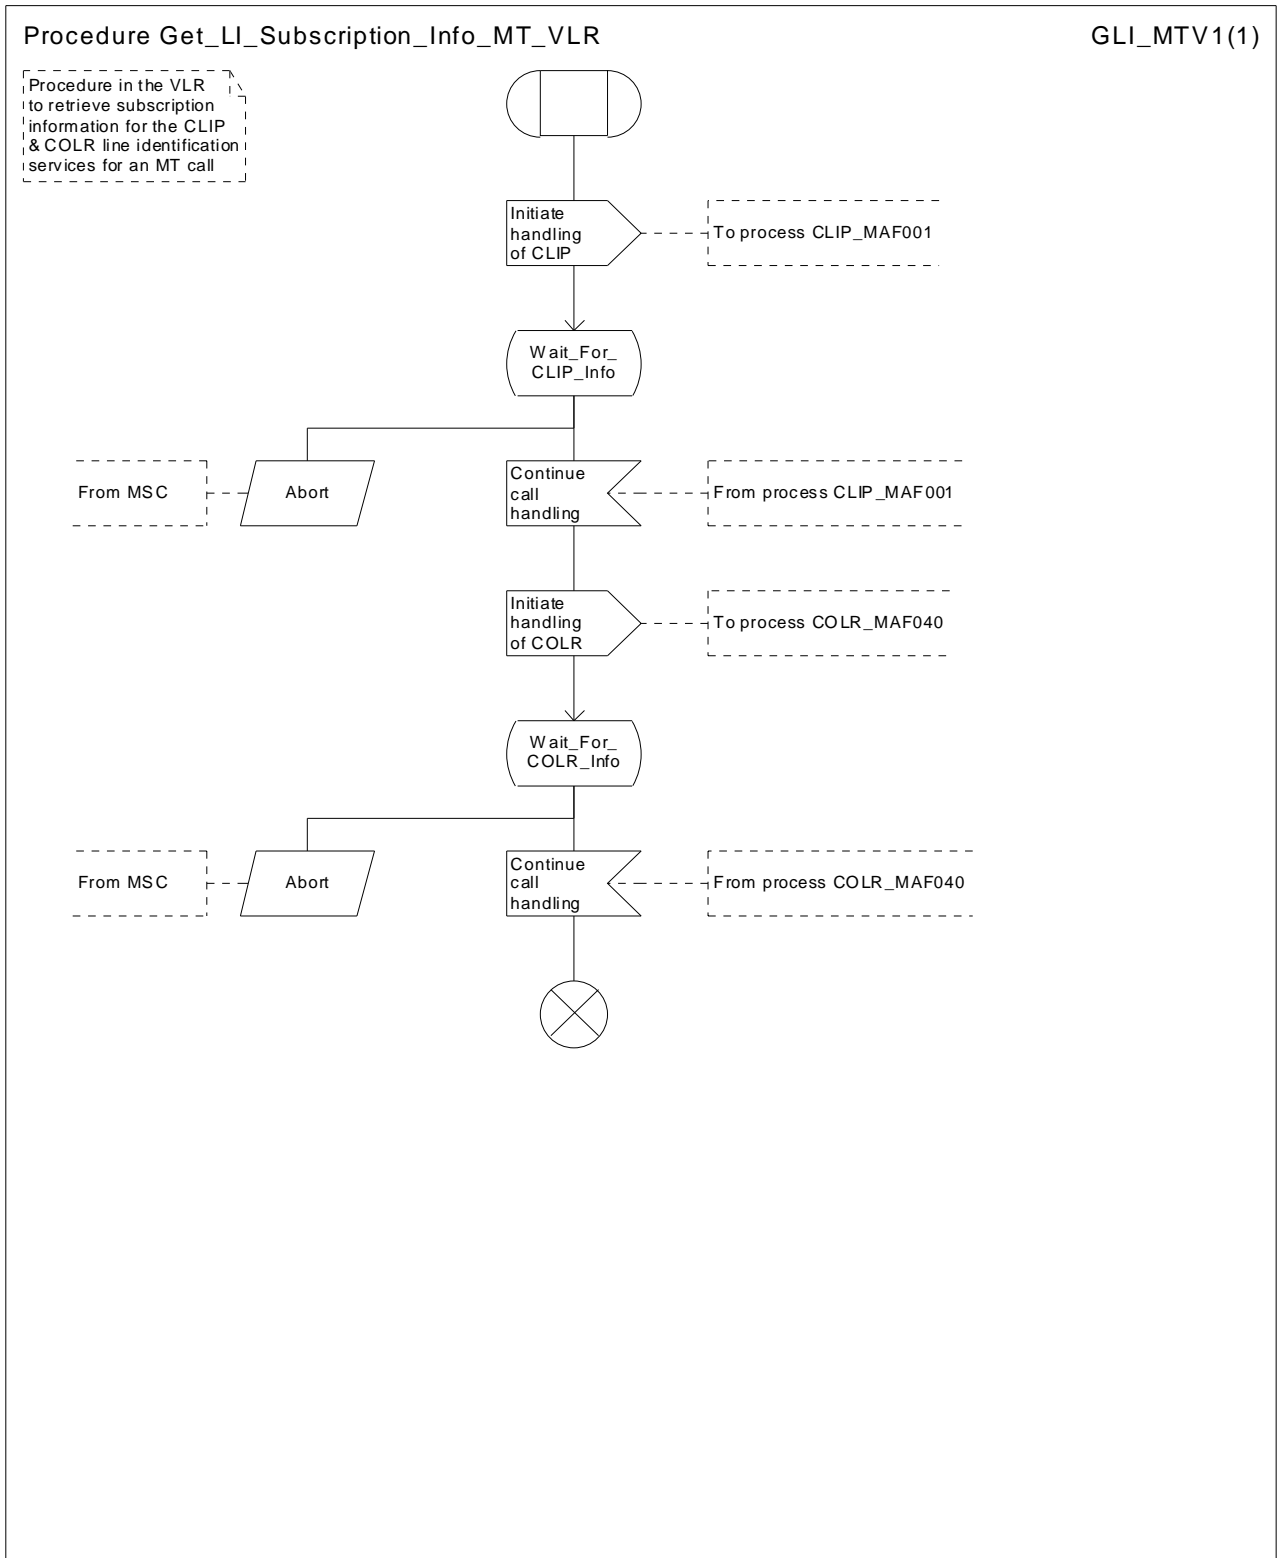 Procedure Get_LI_Subscription_Info_MT_VLR
GLI_MTV1(1)
Procedure in the VLR
to retrieve subscription
information for the CLIP
& COLR line identification
services for an MT call
Initiate
handling
of CLIP
To process CLIP_MAF001
Wait_For_
CLIP_Info
From MSC
Abort
Continue
call
handling
From process CLIP_MAF001
Initiate
handling
of COLR
To process COLR_MAF040
Wait_For_
COLR_Info
From MSC
Abort
Continue
call
handling
From process COLR_MAF040